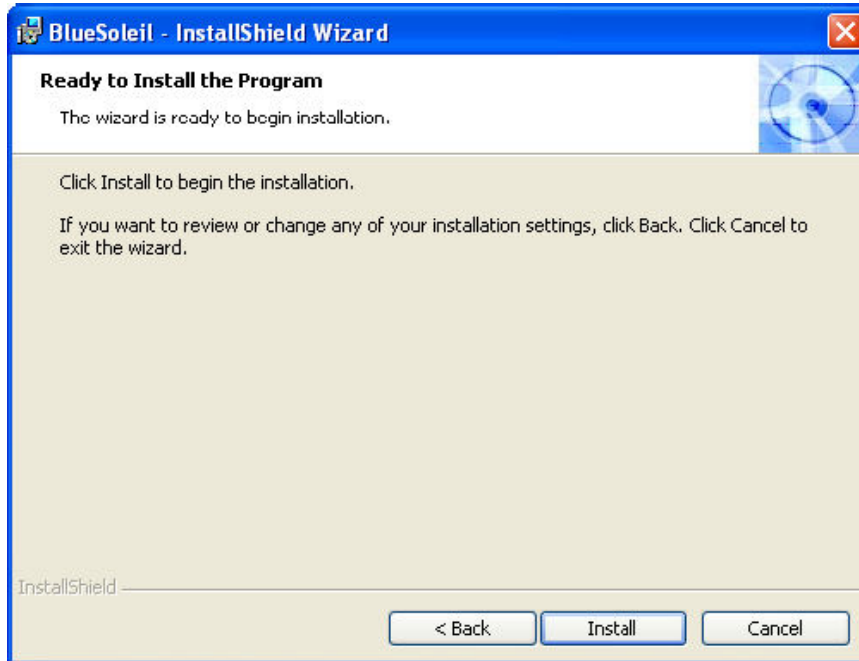 BlueSoleil - InstallShield Wizard
Ready to Install the Program
The wizard is ready to begin installation.
Click Install to begin the installation.
If you want to review or change any of your installation settings, click Back. Click Cancel to
exit the wizard.
InstallShield
< Back Install Cancel